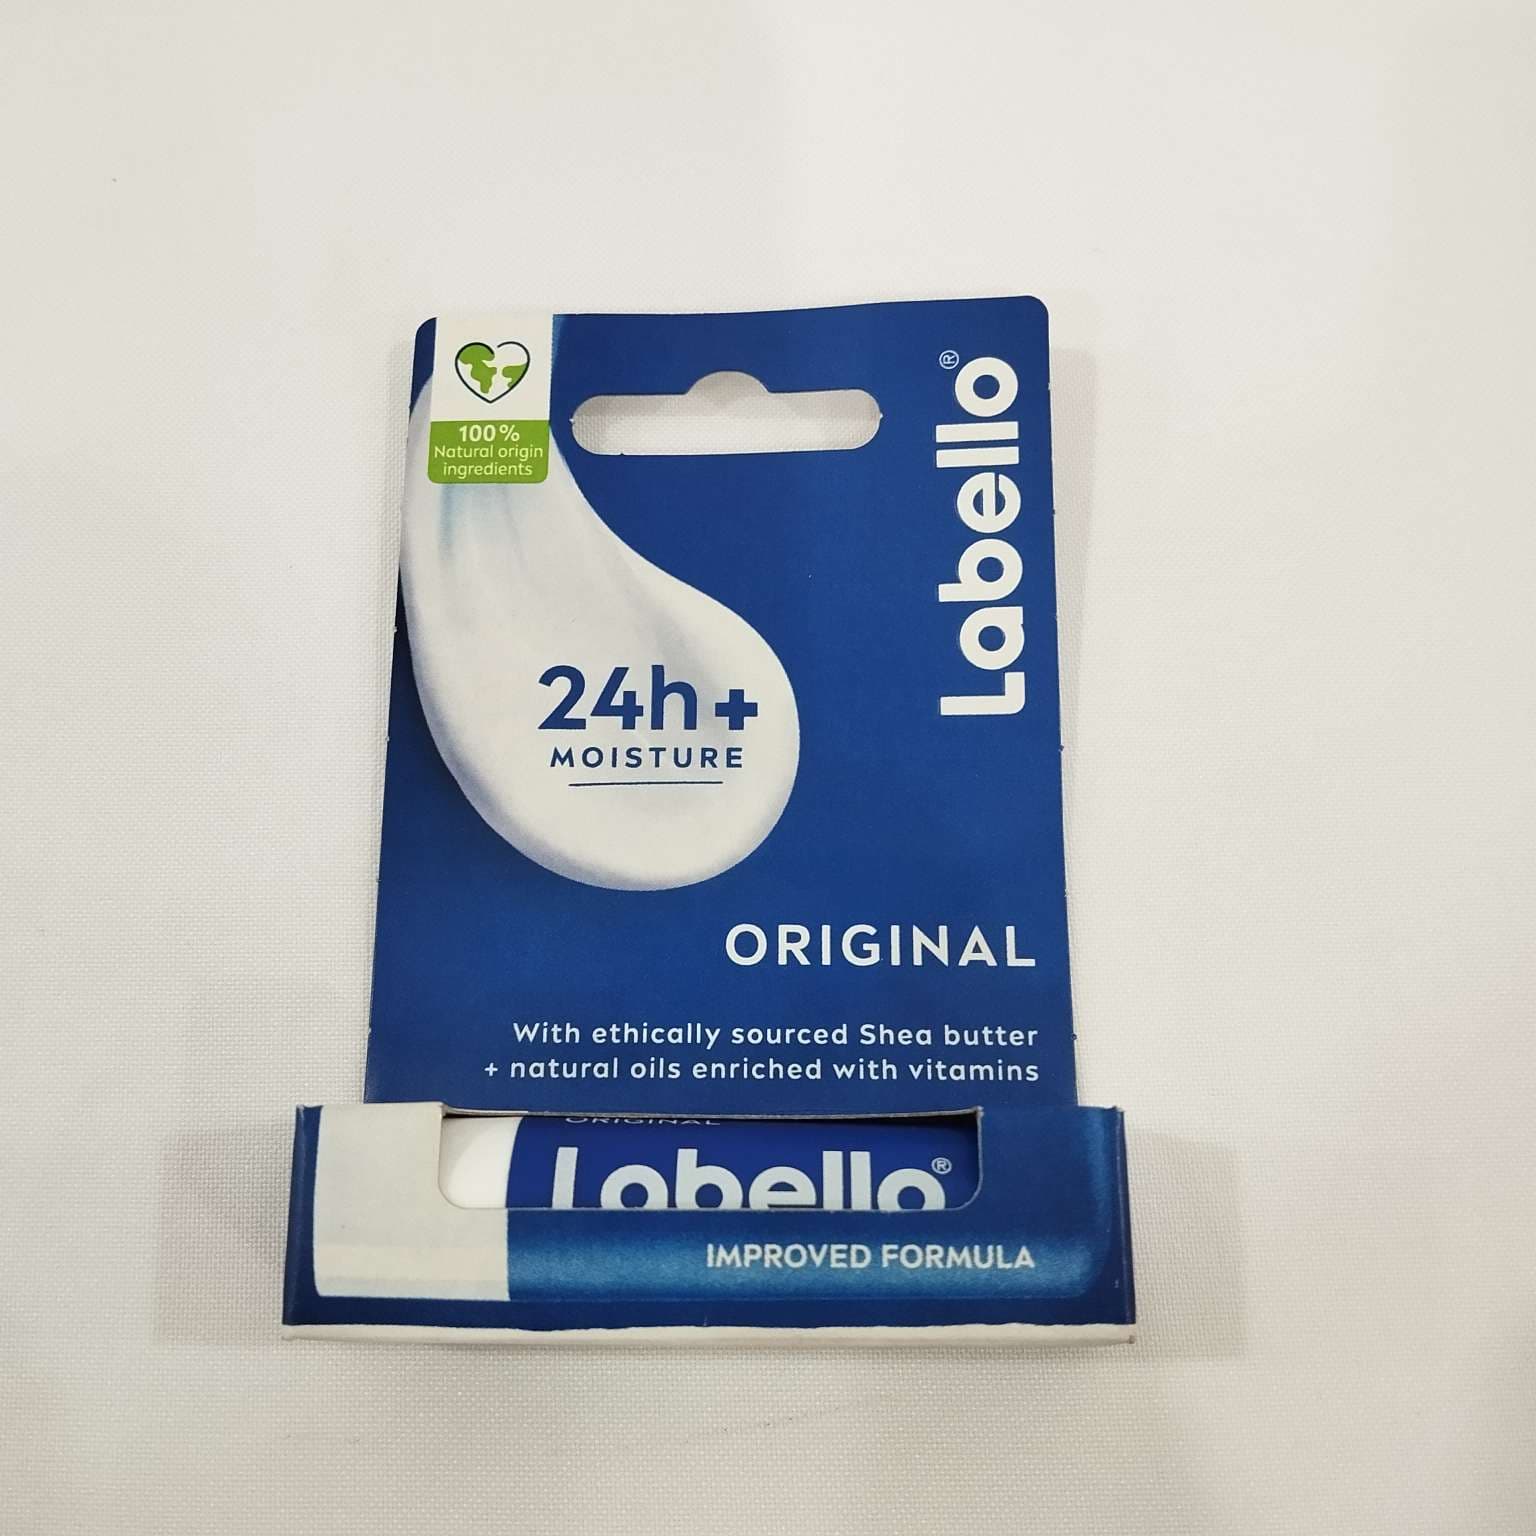 100%
Natural origin
ingredients
Labello®
24h+
MOISTURE
ORIGINAL
With ethically sourced Shea butter
+ natural oils enriched with vitamins
ORIGINAL
Labello®
IMPROVED FORMULA